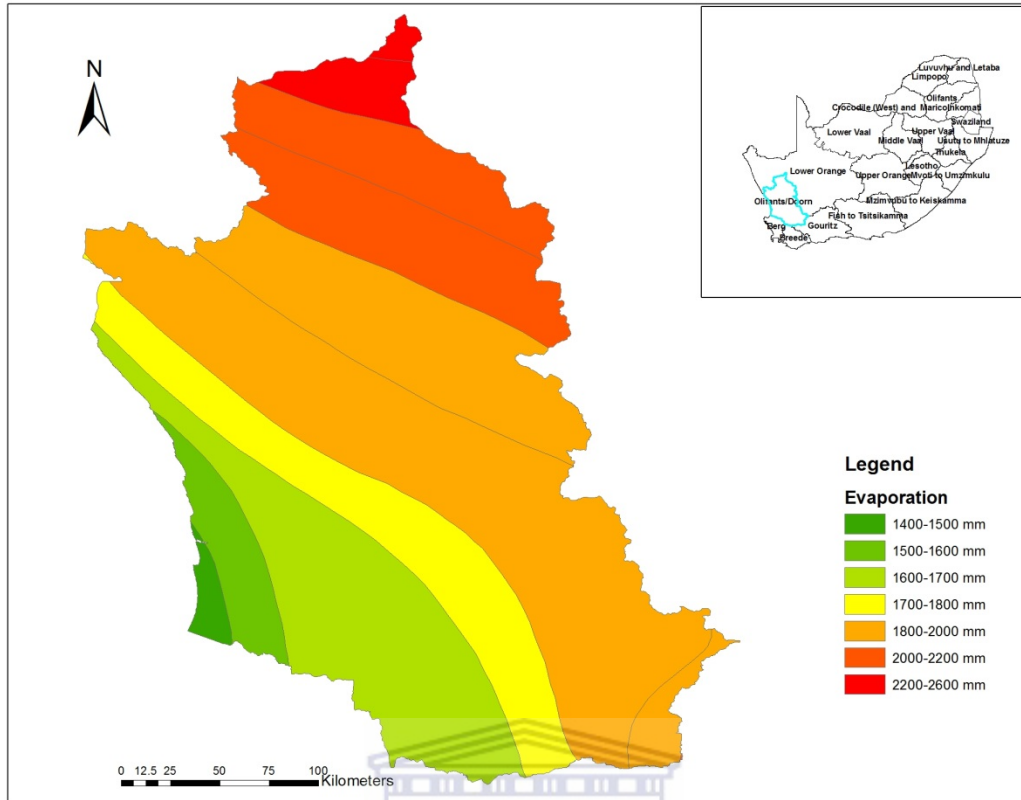 N
Luvuvhu and Letaba
Limpopo
Olifants
Crocodile (West) and Marico
Inkomati
Swaziland
Lower Vaal
Upper Vaal
Middle Vaal
Usutu to Mhlatuze
Thukela
Lesotho
Lower Orange
Upper Orange
Mvoti to Umzimkulu
Mzimvubu to Keiskamma
Olifants/Doorn
Fish to Tsitsikamma
Berg
Gouritz
Breede
Legend
Evaporation
1400-1500 mm
1500-1600 mm
1600-1700 mm
1700-1800 mm
1800-2000 mm
2000-2200 mm
2200-2600 mm
0 12.5 25 50 75 100
Kilometers